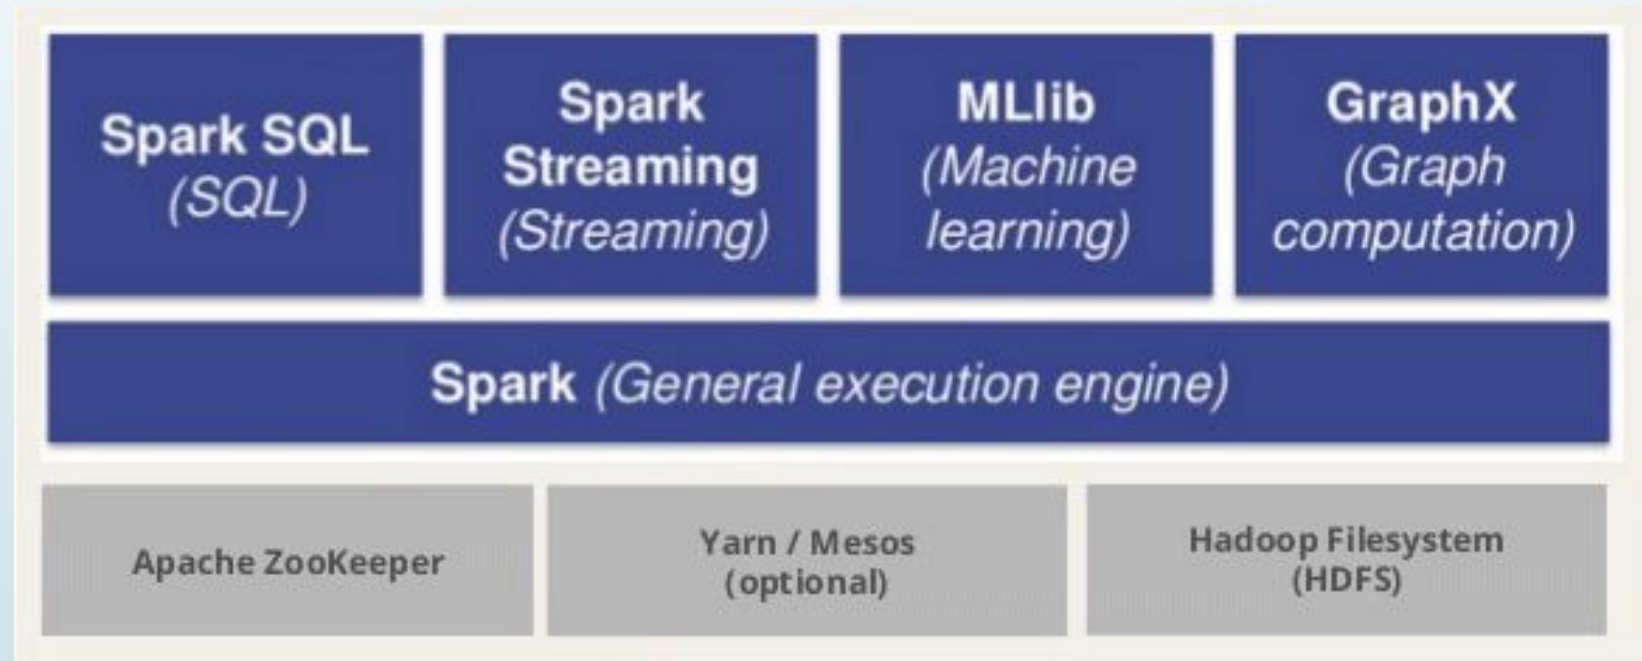 Spark SQL
(SQL)
Spark
Streaming
(Streaming)
MLlib
(Machine
learning)
GraphX
(Graph
computation)
Spark (General execution engine)
Apache ZooKeeper
Yarn / Mesos
(optional)
Hadoop Filesystem
(HDFS)